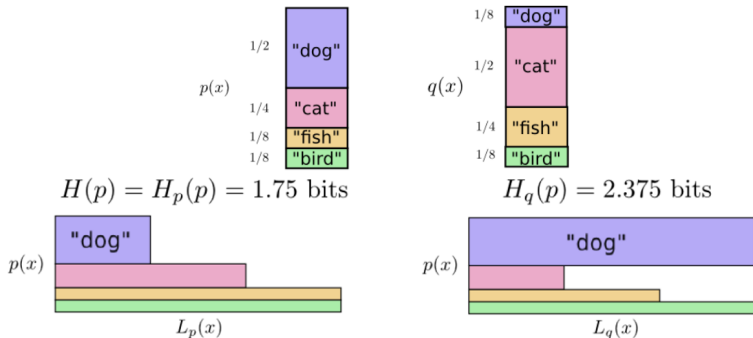 1/2
"dog"
p(x)
1/4
"cat"
1/8
"fish"
1/8
"bird"
1/8
"dog"
1/2
"cat"
q(x)
1/4
"fish"
1/8
"bird"
H(p) = H_p(p) = 1.75 bits
H_q(p) = 2.375 bits
"dog"
p(x)
L_p(x)
"dog"
p(x)
L_q(x)